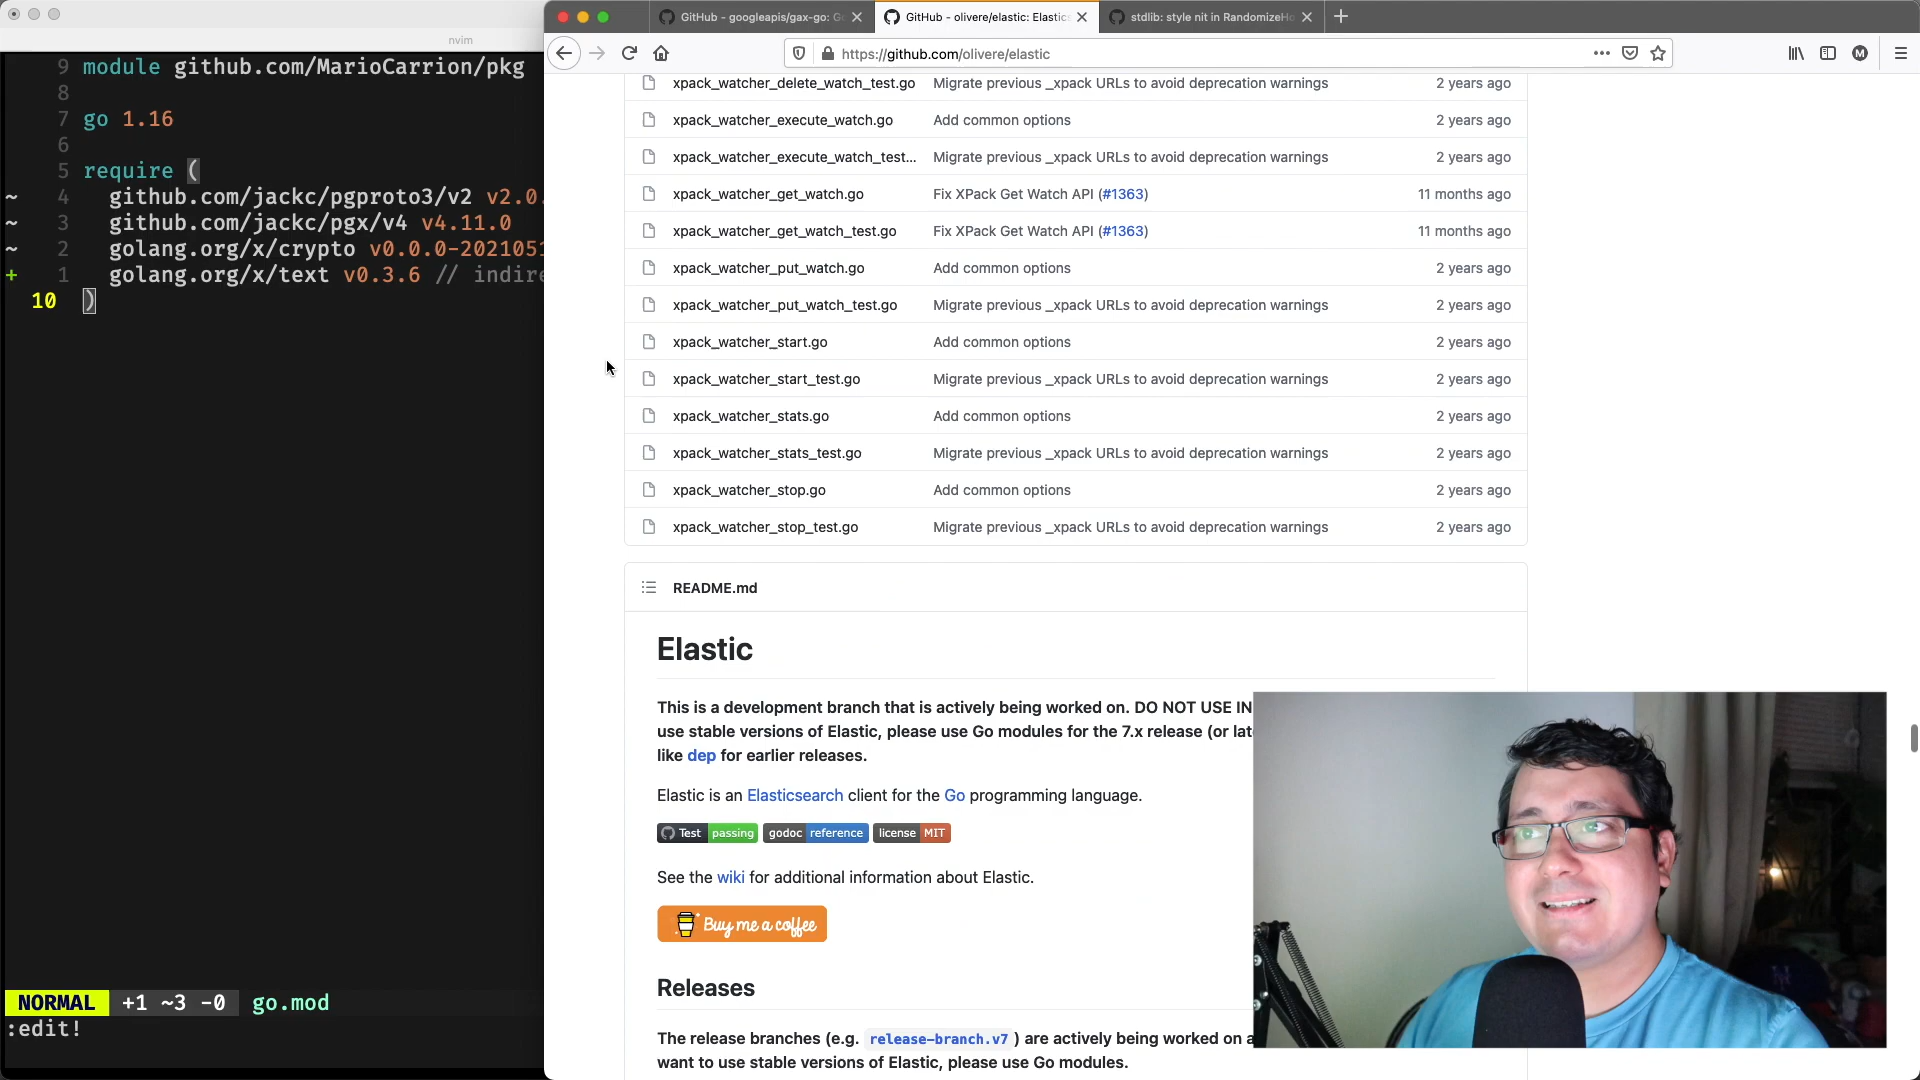 nvim
9 module github.com/MarioCarrion/pkg
8
7 go 1.16
6
5 require (
~ 4 github.com/jackc/pgproto3/v2 v2.0.
~ 3 github.com/jackc/pgx/v4 v4.11.0
~ 2 golang.org/x/crypto v0.0.0-2021051
+ 1 golang.org/x/text v0.3.6 // indire
10 )
NORMAL +1 ~3 -0 go.mod
:edit!
GitHub - googleapis/gax-go: Go
GitHub - olivere/elastic: Elastics
stdlib: style nit in RandomizeHo
https://github.com/olivere/elastic
M
xpack_watcher_delete_watch_test.go Migrate previous _xpack URLs to avoid deprecation warnings 2 years ago
xpack_watcher_execute_watch.go Add common options 2 years ago
xpack_watcher_execute_watch_test... Migrate previous _xpack URLs to avoid deprecation warnings 2 years ago
xpack_watcher_get_watch.go Fix XPack Get Watch API (#1363) 11 months ago
xpack_watcher_get_watch_test.go Fix XPack Get Watch API (#1363) 11 months ago
xpack_watcher_put_watch.go Add common options 2 years ago
xpack_watcher_put_watch_test.go Migrate previous _xpack URLs to avoid deprecation warnings 2 years ago
xpack_watcher_start.go Add common options 2 years ago
xpack_watcher_start_test.go Migrate previous _xpack URLs to avoid deprecation warnings 2 years ago
xpack_watcher_stats.go Add common options 2 years ago
xpack_watcher_stats_test.go Migrate previous _xpack URLs to avoid deprecation warnings 2 years ago
xpack_watcher_stop.go Add common options 2 years ago
xpack_watcher_stop_test.go Migrate previous _xpack URLs to avoid deprecation warnings 2 years ago
README.md
Elastic
This is a development branch that is actively being worked on. DO NOT USE IN
use stable versions of Elastic, please use Go modules for the 7.x release (or lat
like dep for earlier releases.
Elastic is an Elasticsearch client for the Go programming language.
Test passing godoc reference license MIT
See the wiki for additional information about Elastic.
Buy me a coffee
Releases
The release branches (e.g. release-branch.v7 ) are actively being worked on a
want to use stable versions of Elastic, please use Go modules.